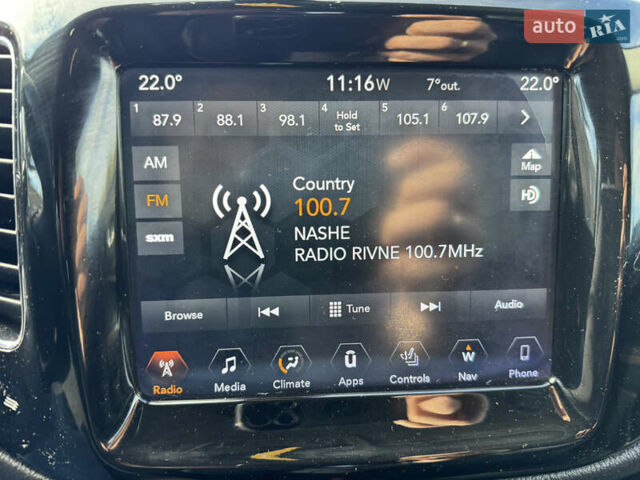 auto RIA .com
22.0° 11:16W 7°out. 22.0°
1 87.9 2 88.1 3 98.1 4 Hold to Set 5 105.1 6 107.9
AM
Map
FM
HD
sxm
Country
100.7
NASHE
RADIO RIVNE 100.7MHz
Browse Tune Audio
Radio Media Climate Apps Controls Nav Phone
W